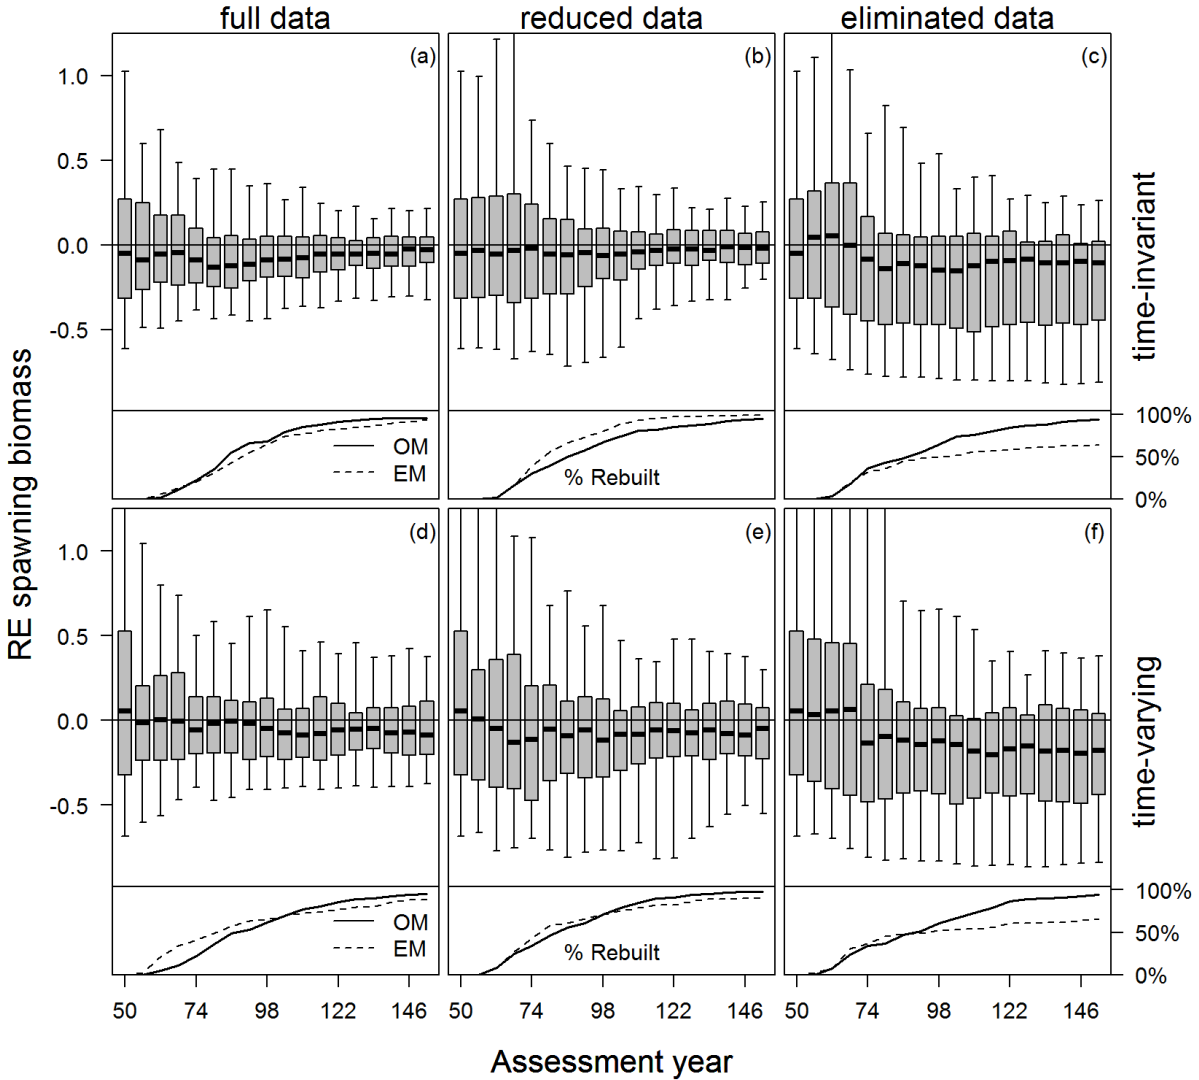 full data
reduced data
eliminated data
(a)
(b)
(c)
1.0
0.5
0.0
-0.5
time-invariant
OM
EM
% Rebuilt
100%
50%
0%
RE spawning biomass
(d)
(e)
(f)
1.0
0.5
0.0
-0.5
time-varying
OM
EM
% Rebuilt
100%
50%
0%
50 74 98 122 146
50 74 98 122 146
50 74 98 122 146
Assessment year